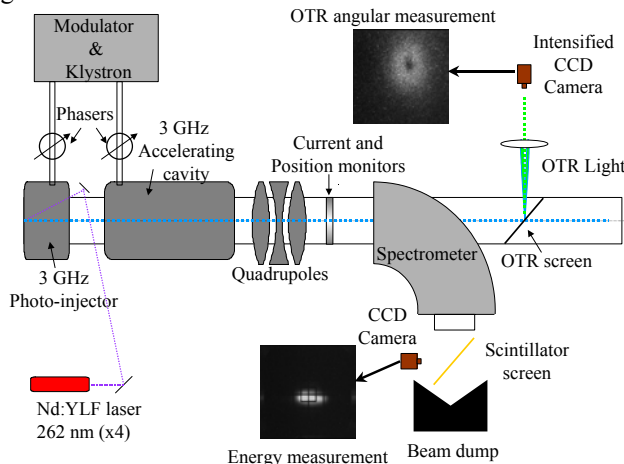 OTR angular measurement
Modulator
&
Klystron
Intensified
CCD
Camera
Phasers
3 GHz
Accelerating
cavity
Current and
Position monitors
OTR Light
Spectrometer
Quadrupoles
OTR screen
3 GHz
Photo-injector
CCD
Camera
Scintillator
screen
Nd:YLF laser
262 nm (x4)
Energy measurement
Beam dump